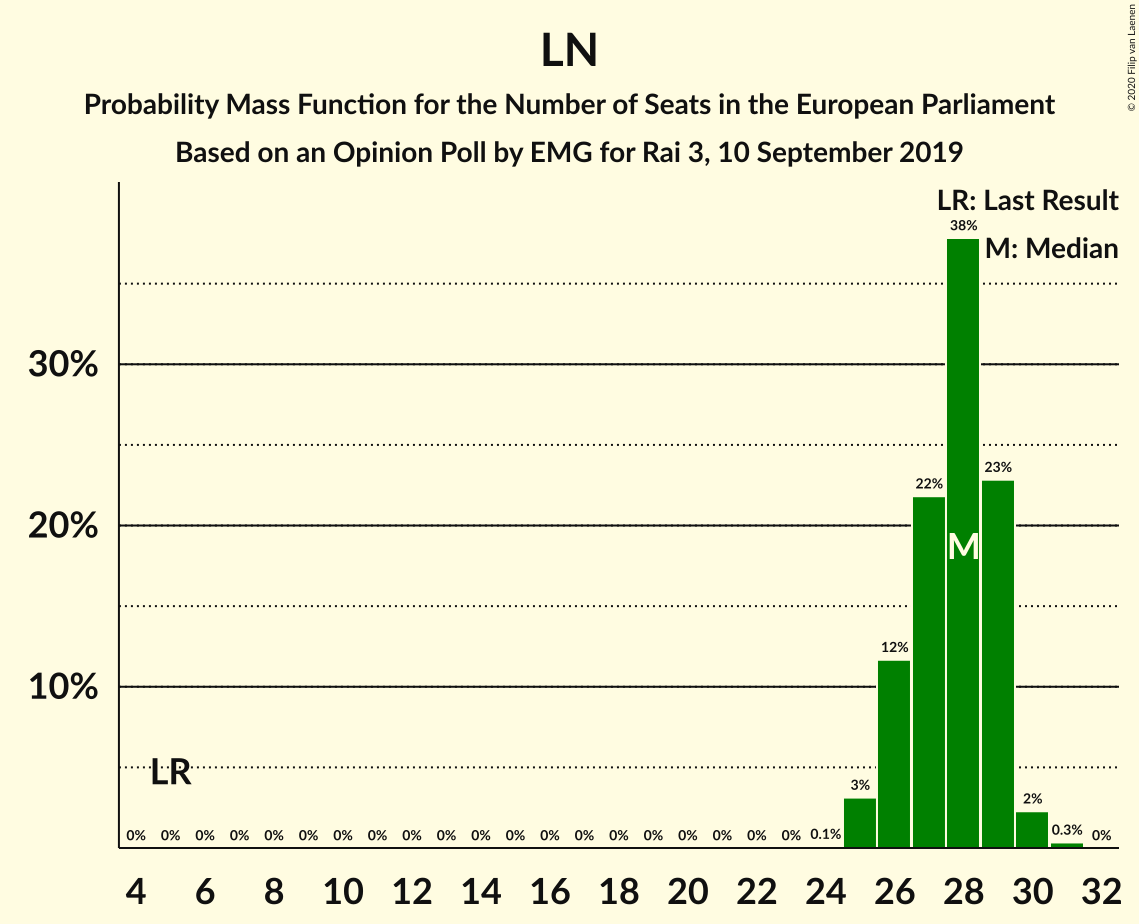 LN
Probability Mass Function for the Number of Seats in the European Parliament
Based on an Opinion Poll by EMG for Rai 3, 10 September 2019
© 2020 Filip van Laenen
LR: Last Result
M: Median
38%
30%
23%
22%
20%
M
12%
10%
LR
3%
2%
0% 0% 0% 0% 0% 0% 0% 0% 0% 0% 0% 0% 0% 0% 0% 0% 0% 0% 0% 0% 0.1% 0.3% 0%
4 6 8 10 12 14 16 18 20 22 24 26 28 30 32